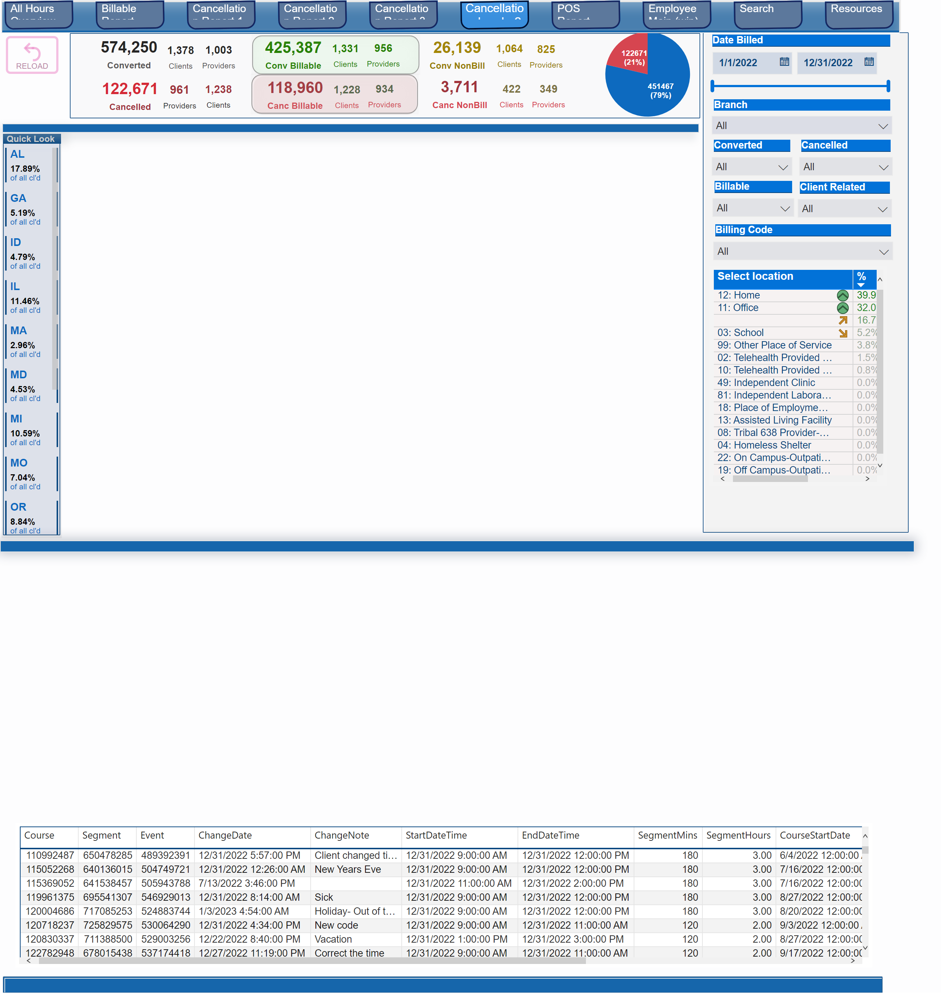 All Hours
Billable
Cancellatio
Cancellatio
Cancellatio
Cancellatio
POS
Employee
Search
Resources
RELOAD
574,250
Converted
1,378
Clients
1,003
Providers
425,387
Conv Billable
1,331
Clients
956
Providers
26,139
Conv NonBill
1,064
Clients
825
Providers
122,671
Cancelled
961
Providers
1,238
Clients
118,960
Canc Billable
1,228
Clients
934
Providers
3,711
Canc NonBill
422
Clients
349
Providers
122671
(21%)
451467
(79%)
Date Billed
1/1/2022
12/31/2022
Branch
All
Converted
Cancelled
All
All
Billable
Client Related
All
All
Billing Code
All
Select location %
12: Home 39.9
11: Office 32.0
16.7
03: School 5.2%
99: Other Place of Service 3.8%
02: Telehealth Provided ... 1.5%
10: Telehealth Provided ... 0.8%
49: Independent Clinic 0.0%
81: Independent Labora... 0.0%
18: Place of Employme... 0.0%
13: Assisted Living Facility 0.0%
08: Tribal 638 Provider-... 0.0%
04: Homeless Shelter 0.0%
22: On Campus-Outpati... 0.0%
19: Off Campus-Outpati... 0.0%
Quick Look
AL
17.89%
of all cl'd
GA
5.19%
of all cl'd
ID
4.79%
of all cl'd
IL
11.46%
of all cl'd
MA
2.96%
of all cl'd
MD
4.53%
of all cl'd
MI
10.59%
of all cl'd
MO
7.04%
of all cl'd
OR
8.84%
of all cl'd
Course Segment Event ChangeDate ChangeNote StartDateTime EndDateTime SegmentMins SegmentHours CourseStartDate
110992487 650478285 489392391 12/31/2022 5:57:00 PM Client changed ti... 12/31/2022 9:00:00 AM 12/31/2022 12:00:00 PM 180 3.00 6/4/2022 12:00:00
115052268 640136015 504749721 12/31/2022 12:26:00 AM New Years Eve 12/31/2022 9:00:00 AM 12/31/2022 12:00:00 PM 180 3.00 7/16/2022 12:00:00
115369052 641538457 505943788 7/13/2022 3:46:00 PM 12/31/2022 11:00:00 AM 12/31/2022 2:00:00 PM 180 3.00 7/16/2022 12:00:00
119961375 695541307 546929013 12/31/2022 8:14:00 AM Sick 12/31/2022 9:00:00 AM 12/31/2022 12:00:00 PM 180 3.00 8/27/2022 12:00:00
120004686 717085253 524883744 1/3/2023 4:54:00 AM Holiday- Out of t... 12/31/2022 9:00:00 AM 12/31/2022 12:00:00 PM 180 3.00 8/20/2022 12:00:00
120718237 725829575 530064290 12/31/2022 4:34:00 PM New code 12/31/2022 9:00:00 AM 12/31/2022 11:00:00 AM 120 2.00 9/3/2022 12:00:00
120830337 711388500 529003256 12/22/2022 8:40:00 PM Vacation 12/31/2022 1:00:00 PM 12/31/2022 3:00:00 PM 120 2.00 8/27/2022 12:00:00
122782948 678015438 537174418 12/27/2022 11:19:00 PM Correct the time 12/31/2022 9:00:00 AM 12/31/2022 11:00:00 AM 120 2.00 9/17/2022 12:00:00